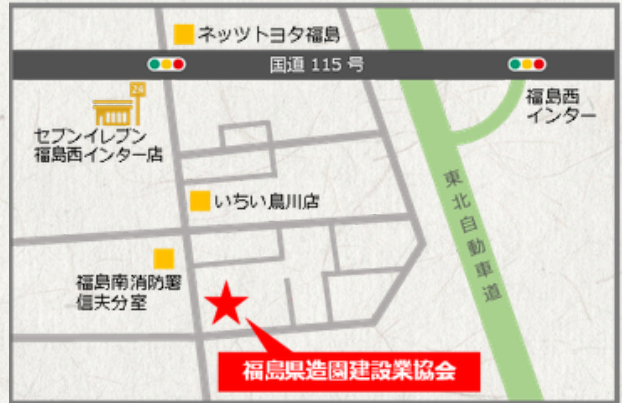 ネッツトヨタ福島
国道 115 号
24
セブンイレブン
福島西インター店
福島西
インター
いちい鳥川店
東北自動車道
福島南消防署
信夫分室
福島県造園建設業協会